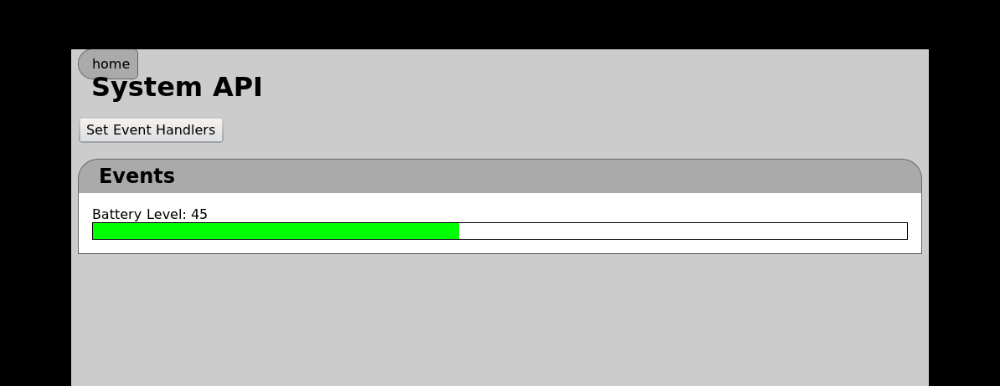 home
System API
Set Event Handlers
Events
Battery Level: 45